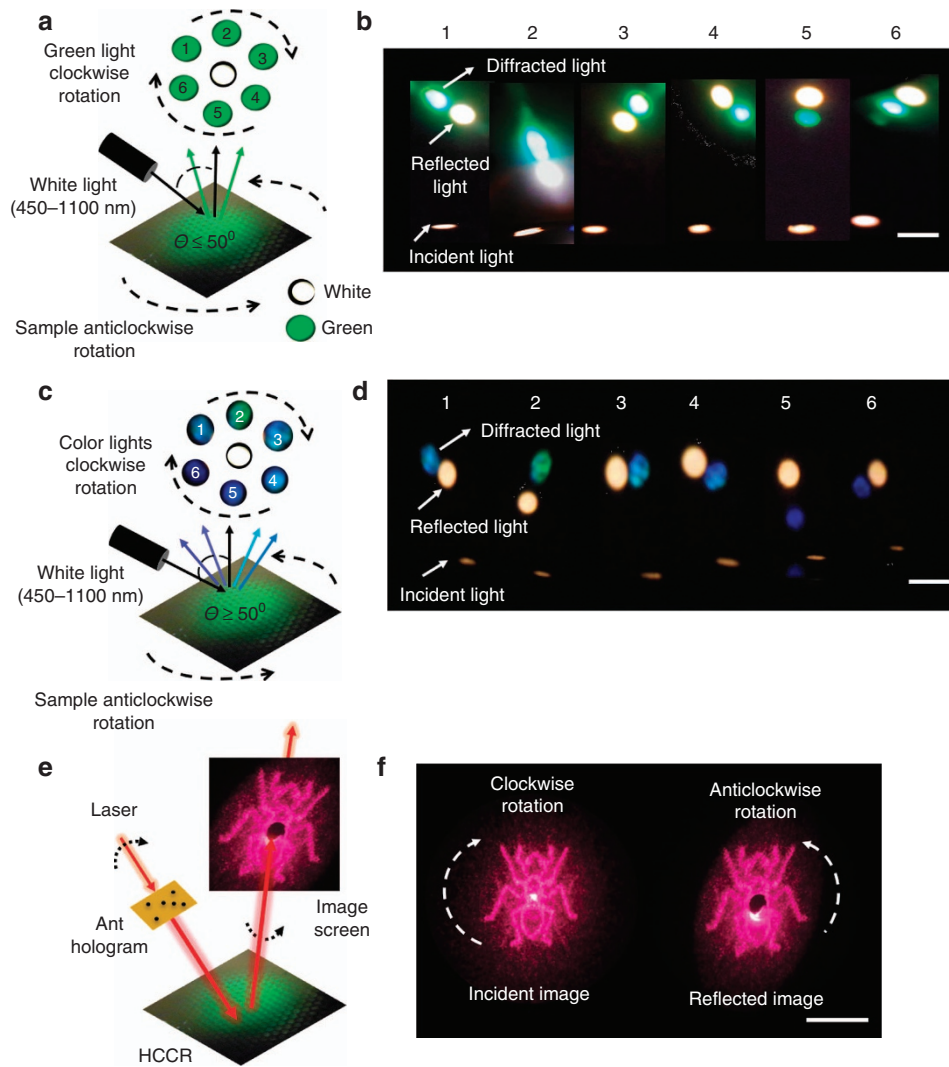 a
Green light
clockwise
rotation
1
2
3
4
5
6
White light
(450–1100 nm)
Θ ≤ 50⁰
White
Green
Sample anticlockwise
rotation
b
1 2 3 4 5 6
Diffracted light
Reflected
light
Incident light
c
Color lights
clockwise
rotation
1
2
3
4
5
6
White light
(450–1100 nm)
Θ ≥ 50⁰
Sample anticlockwise
rotation
d
1 2 3 4 5 6
Diffracted light
Reflected light
Incident light
e
Laser
Ant
hologram
Image
screen
HCCR
f
Clockwise
rotation
Incident image
Anticlockwise
rotation
Reflected image